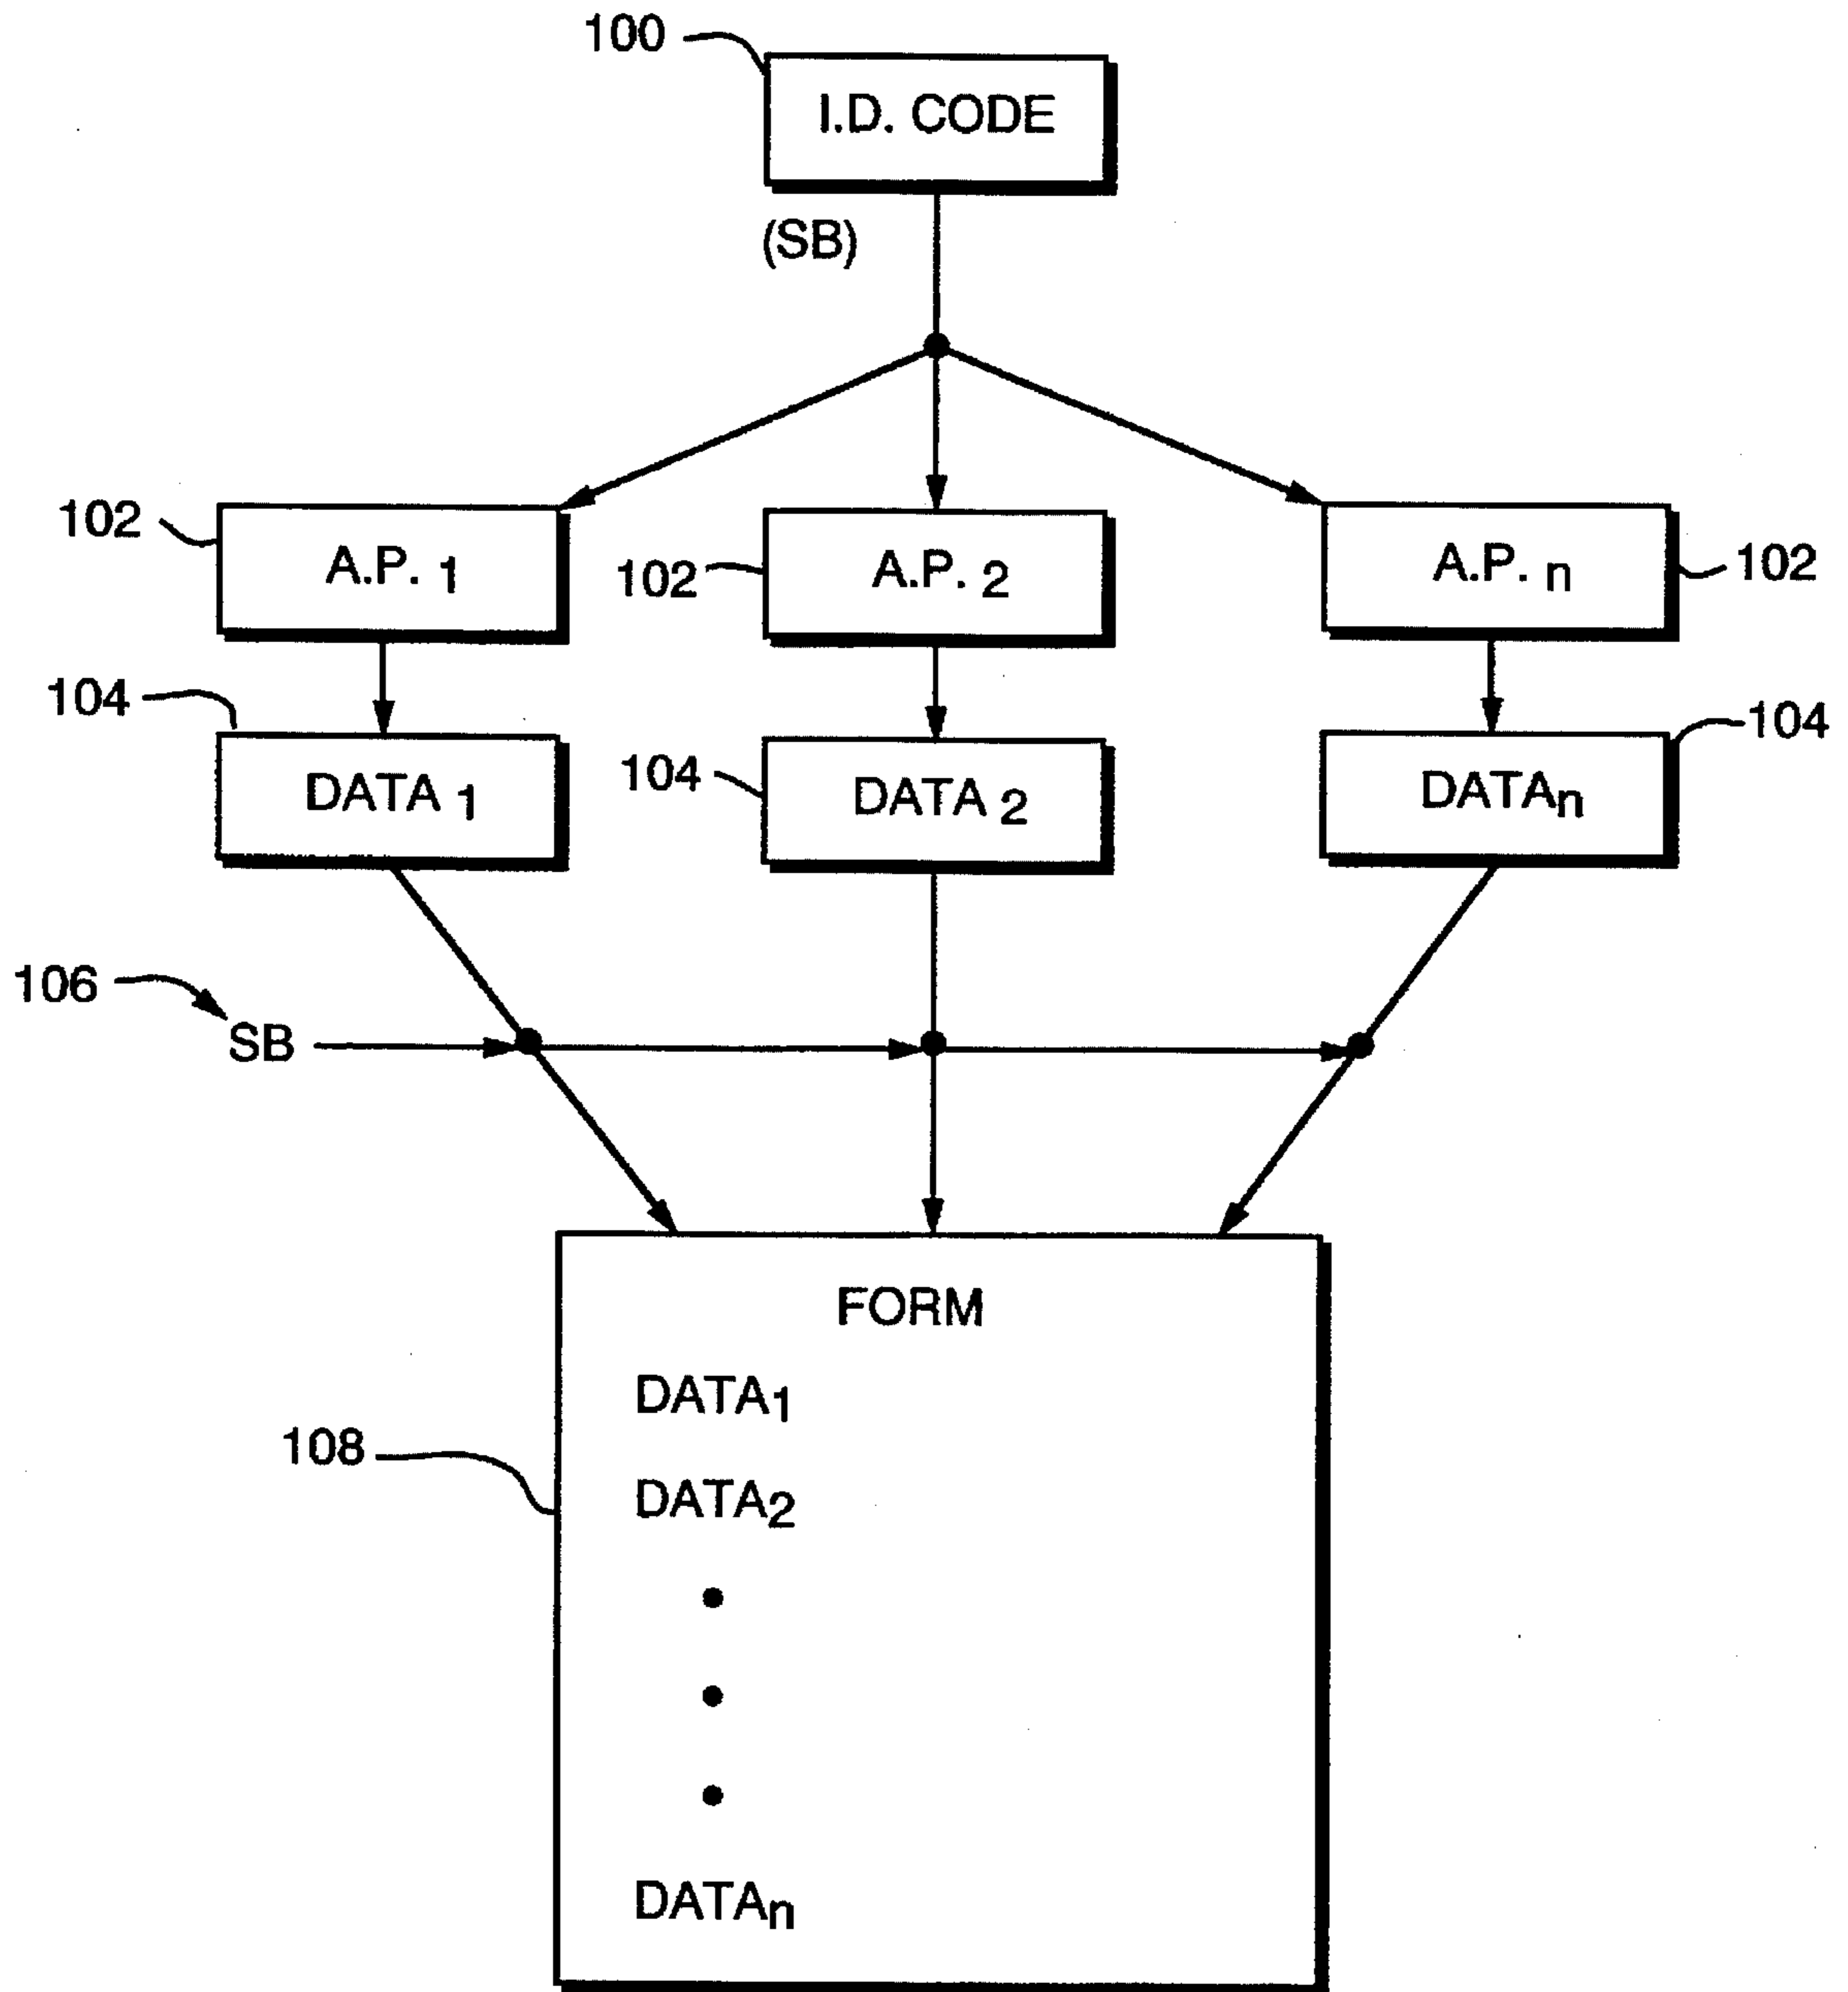 100
I.D. CODE
(SB)
102
A.P. 1
102
A.P. 2
A.P. n
102
104
DATA 1
104
DATA 2
DATAn
104
106
SB
FORM
DATA1
108
DATA2
DATAn